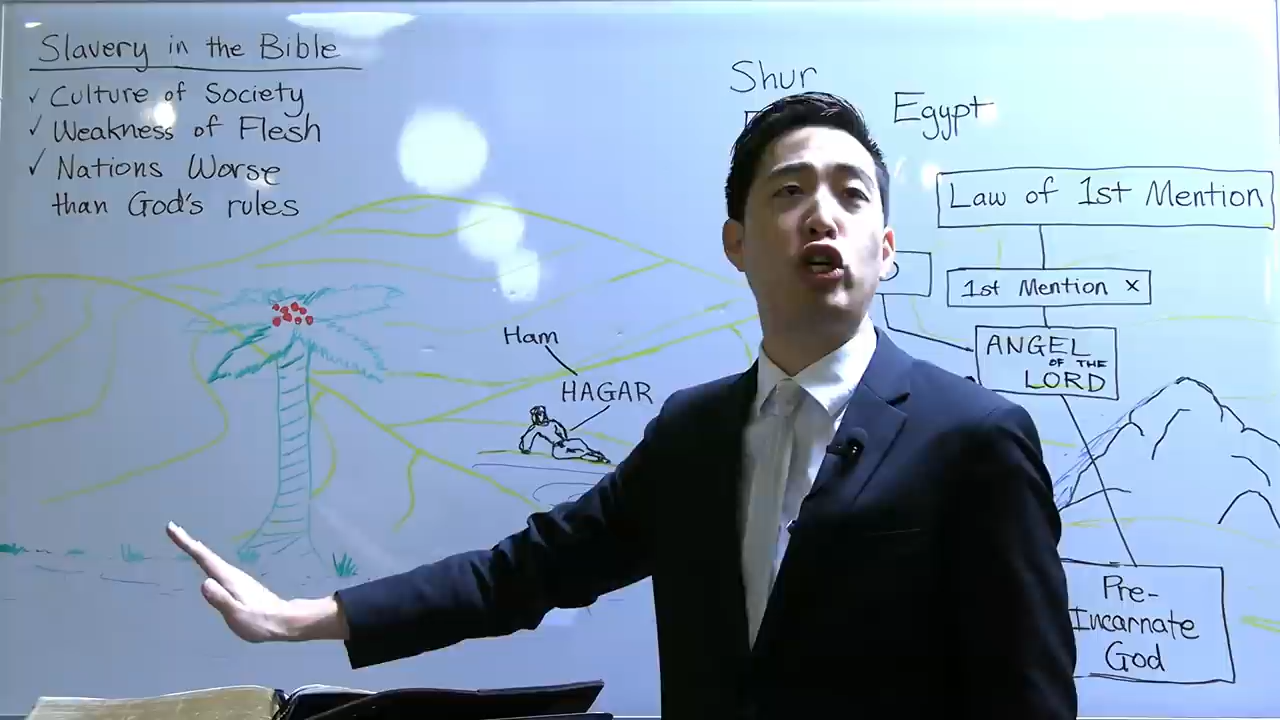 Slavery in the Bible
✓ Culture of Society
✓ Weakness of Flesh
✓ Nations Worse
than God's rules
Shur
Egypt
Law of 1st Mention
1st Mention x
ANGEL
OF THE
LORD
Ham
HAGAR
Pre-
Incarnate
God